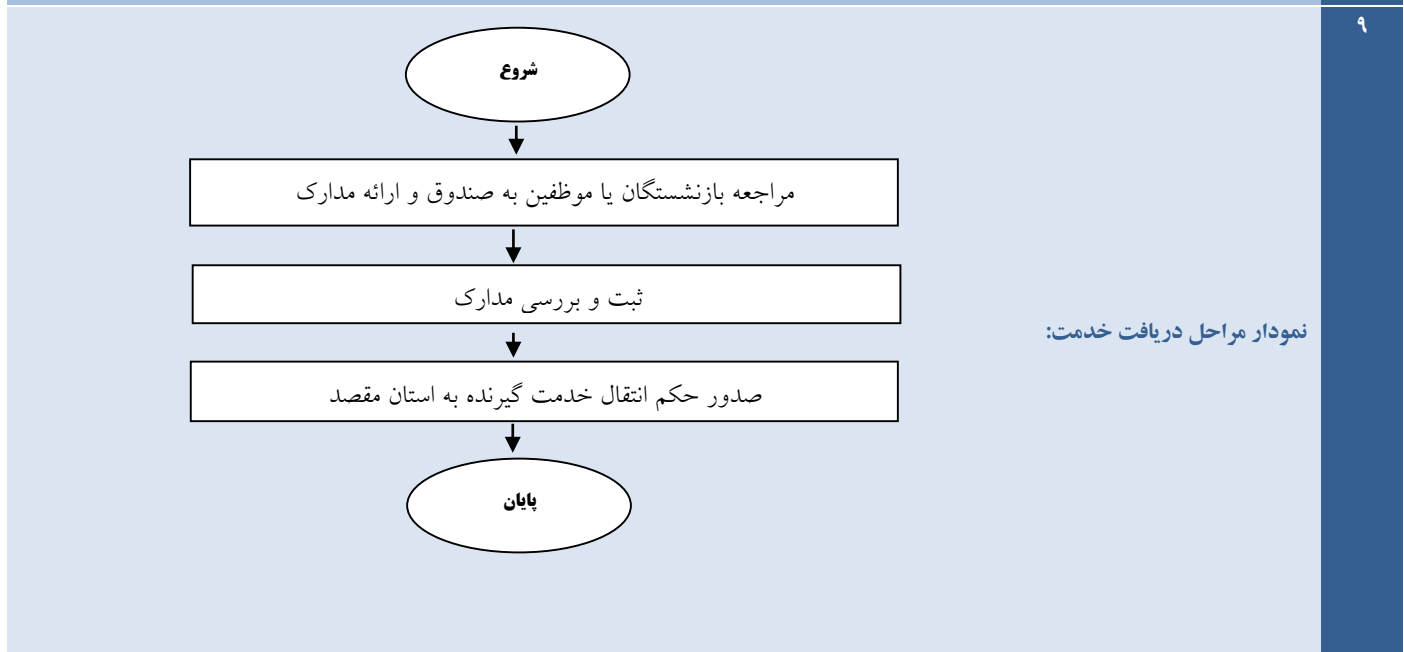 ۹
نمودار مراحل دریافت خدمت:
شروع
مراجعه بازنشستگان یا موظفین به صندوق و ارائه مدارک
ثبت و بررسی مدارک
صدور حکم انتقال خدمت گیرنده به استان مقصد
پایان